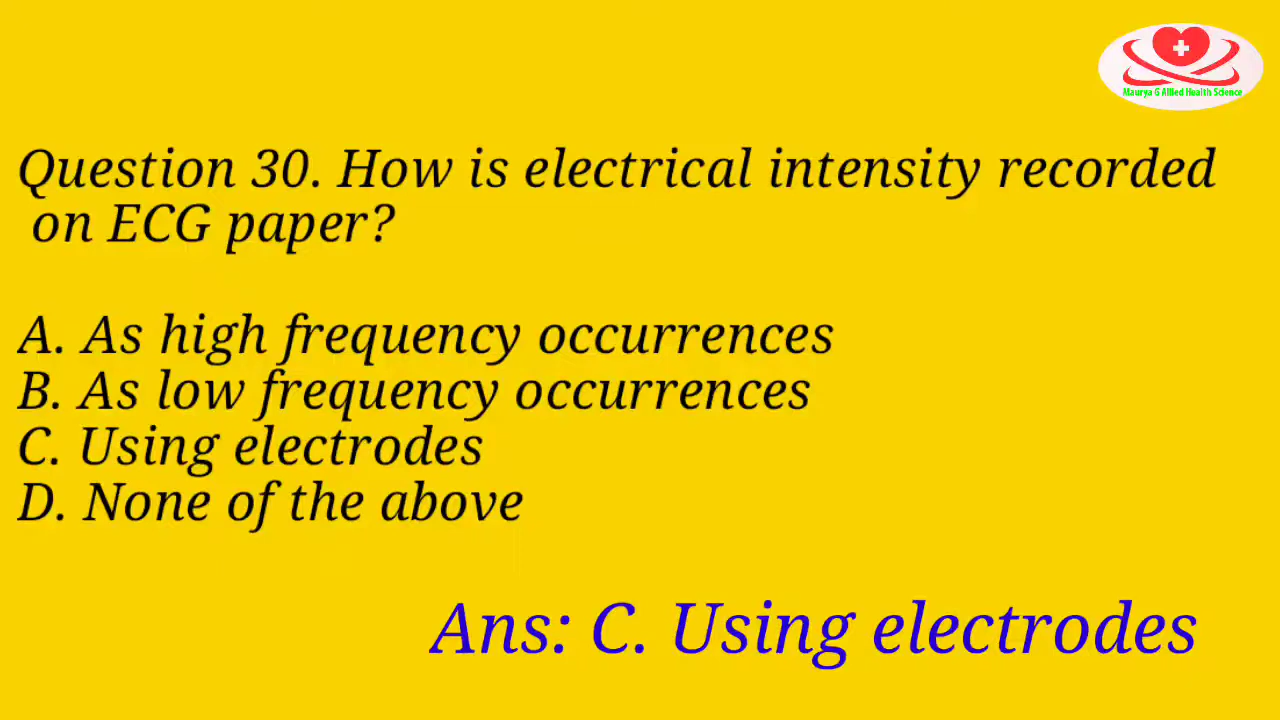 Maurya G Allied Health Science
Question 30. How is electrical intensity recorded
on ECG paper?
A. As high frequency occurrences
B. As low frequency occurrences
C. Using electrodes
D. None of the above
Ans: C. Using electrodes